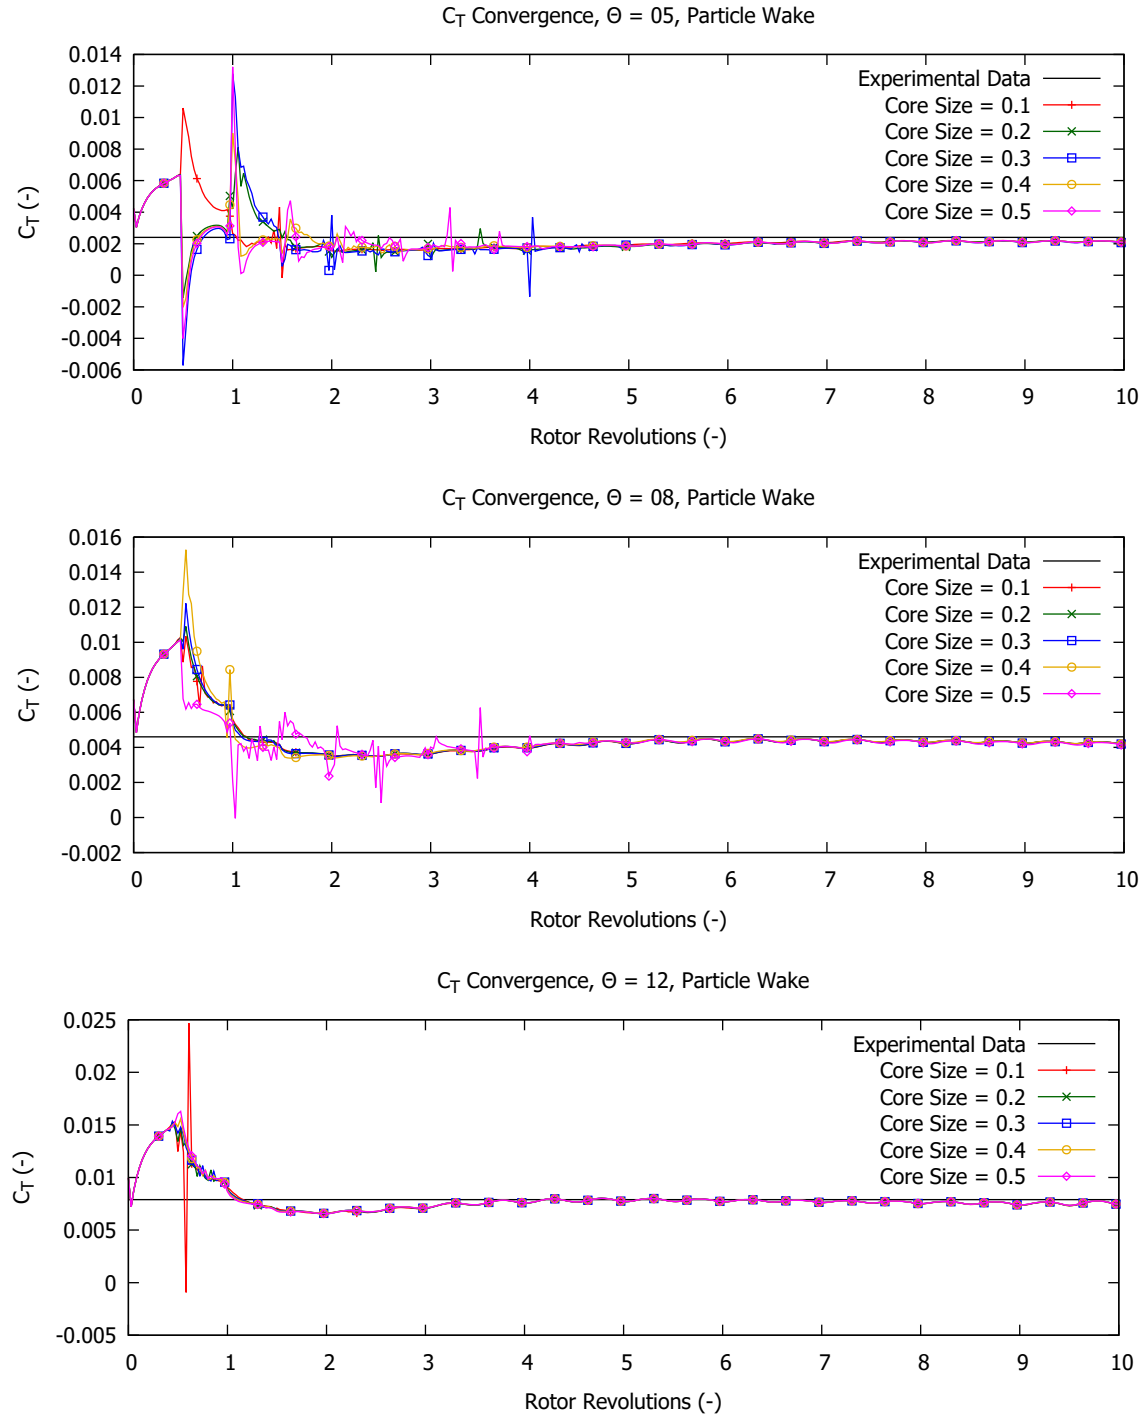 C_T Convergence, Θ = 05, Particle Wake
0.014
0.012
0.01
0.008
0.006
0.004
0.002
0
-0.002
-0.004
-0.006
C_T (-)
Experimental Data
Core Size = 0.1
Core Size = 0.2
Core Size = 0.3
Core Size = 0.4
Core Size = 0.5
0 1 2 3 4 5 6 7 8 9 10
Rotor Revolutions (-)
C_T Convergence, Θ = 08, Particle Wake
0.016
0.014
0.012
0.01
0.008
0.006
0.004
0.002
0
-0.002
C_T (-)
Experimental Data
Core Size = 0.1
Core Size = 0.2
Core Size = 0.3
Core Size = 0.4
Core Size = 0.5
0 1 2 3 4 5 6 7 8 9 10
Rotor Revolutions (-)
C_T Convergence, Θ = 12, Particle Wake
0.025
0.02
0.015
0.01
0.005
0
-0.005
C_T (-)
Experimental Data
Core Size = 0.1
Core Size = 0.2
Core Size = 0.3
Core Size = 0.4
Core Size = 0.5
0 1 2 3 4 5 6 7 8 9 10
Rotor Revolutions (-)